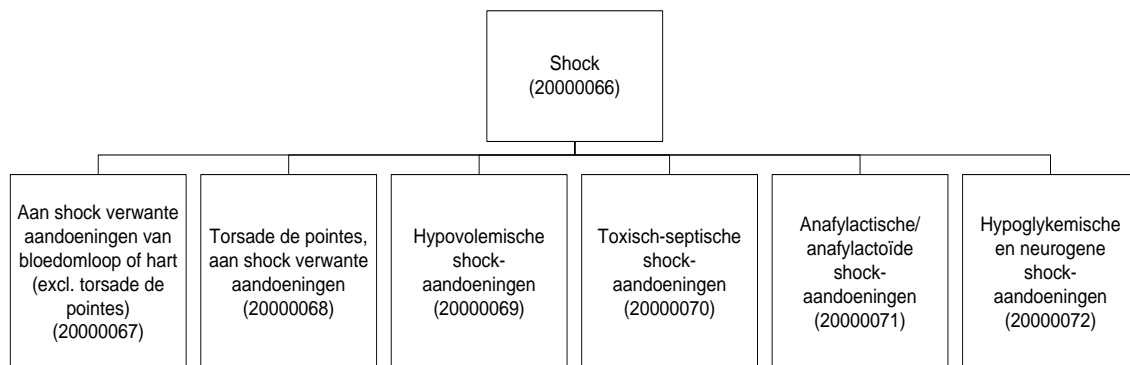 Shock
(20000066)
Aan shock verwante
aandoeningen van
bloedomloop of hart
(excl. torsade de
pointes)
(20000067)
Torsade de pointes,
aan shock verwante
aandoeningen
(20000068)
Hypovolemische
shock-
aandoeningen
(20000069)
Toxisch-septische
shock-
aandoeningen
(20000070)
Anafylactische/
anafylactoïde
shock-
aandoeningen
(20000071)
Hypoglykemische
en neurogene
shock-
aandoeningen
(20000072)